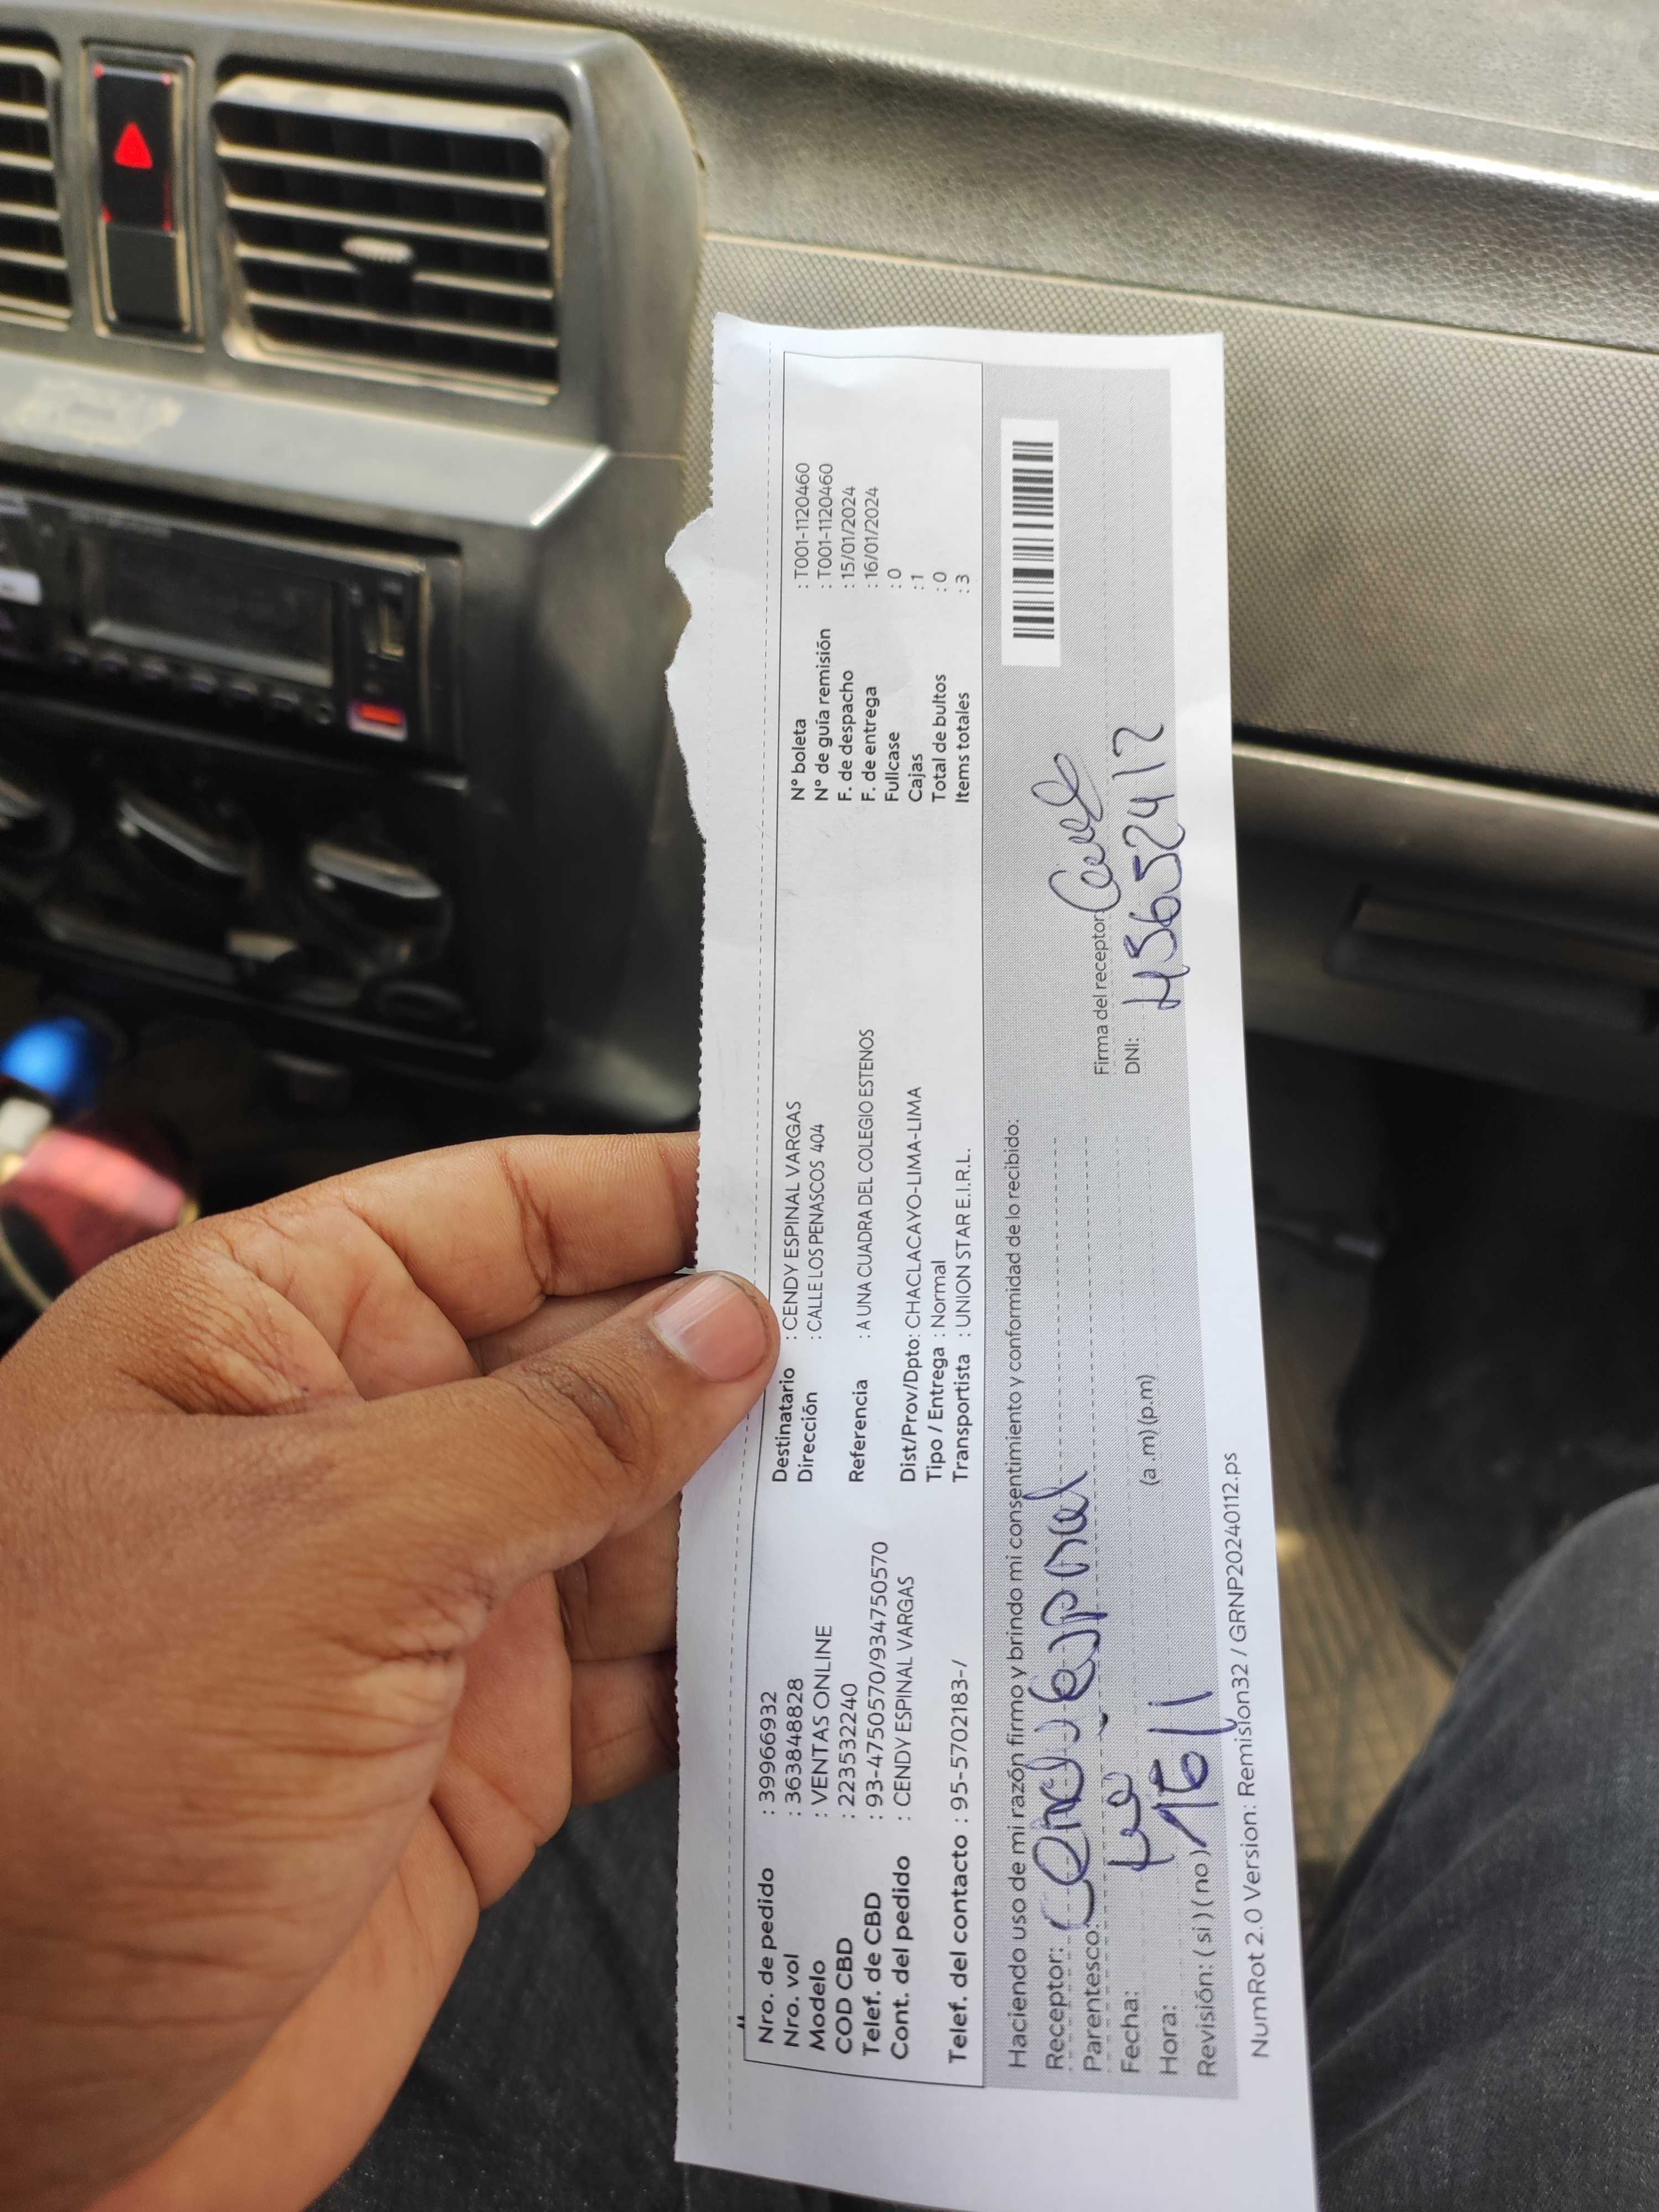 Nro. de pedido : 39966932
Nro. vol : 363848828
Modelo : VENTAS ONLINE
COD CBD : 223532240
Telef. de CBD : 93-4750570/934750570
Cont. del pedido : CENDY ESPINAL VARGAS
Telef. del contacto : 95-5702183-/
Destinatario : CENDY ESPINAL VARGAS
Dirección : CALLE LOS PENASCOS 404
Referencia : A UNA CUADRA DEL COLEGIO ESTENOS
Dist/Prov/Dpto: CHACLACAYO-LIMA-LIMA
Tipo / Entrega : Normal
Transportista : UNION STAR E.I.R.L.
N° boleta : T001-1120460
N° de guía remisión : T001-1120460
F. de despacho : 15/01/2024
F. de entrega : 16/01/2024
Fullcase : 0
Cajas : 1
Total de bultos : 0
Items totales : 3
Haciendo uso de mi razón firmo y brindo mi consentimiento y conformidad de lo recibido:
Receptor: Cendy Espinal
Parentesco:
Fecha:
Hora: 16/1 (a .m) (p.m)
Revisión: ( si ) ( no )
Firma del receptor:
DNI: 45652412
NumRot 2.0 Version: Remision32 / GRNP20240112.ps